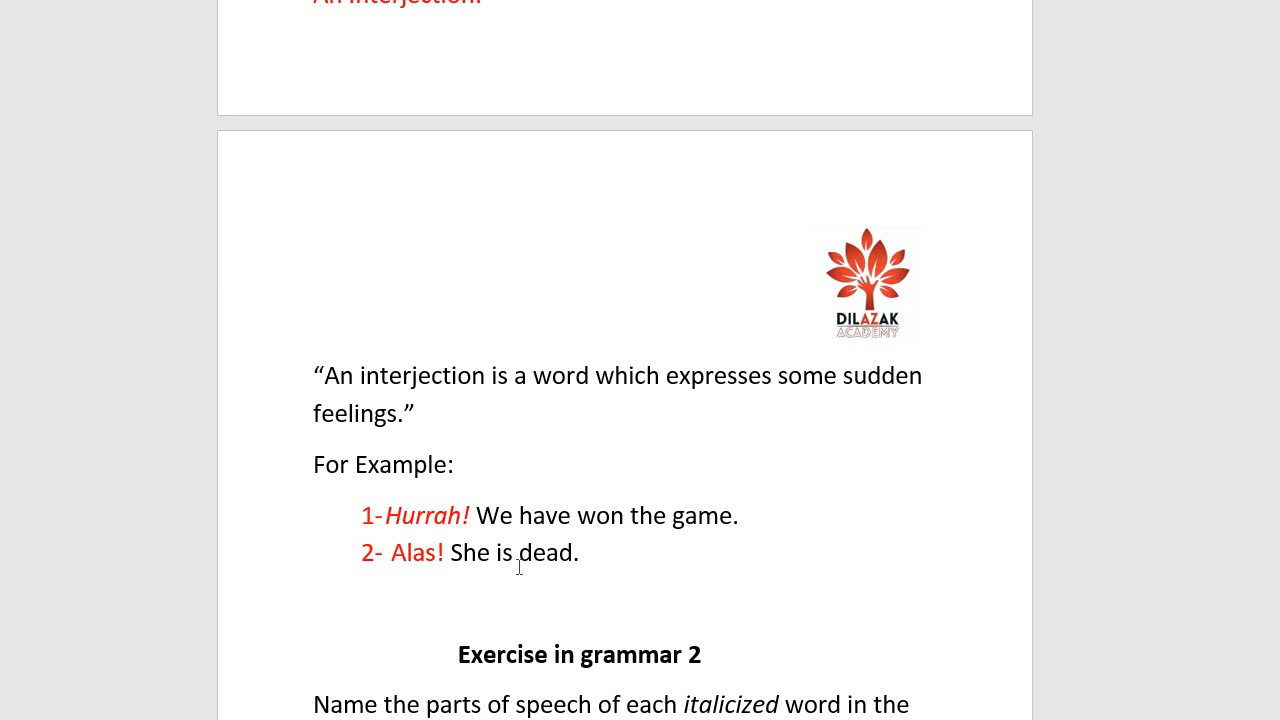 An interjection.
DILAZAK
ACADEMY
“An interjection is a word which expresses some sudden
feelings.”
For Example:
1-Hurrah! We have won the game.
2- Alas! She is dead.
Exercise in grammar 2
Name the parts of speech of each italicized word in the